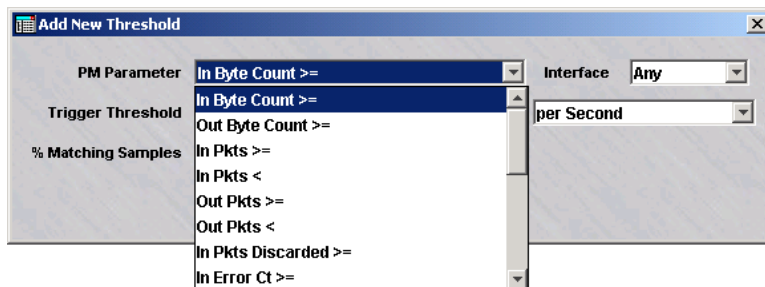 Add New Threshold
PM Parameter In Byte Count >= Interface Any
In Byte Count >=
Trigger Threshold per Second
Out Byte Count >=
% Matching Samples In Pkts >=
In Pkts <
Out Pkts >=
Out Pkts <
In Pkts Discarded >=
In Error Ct >=